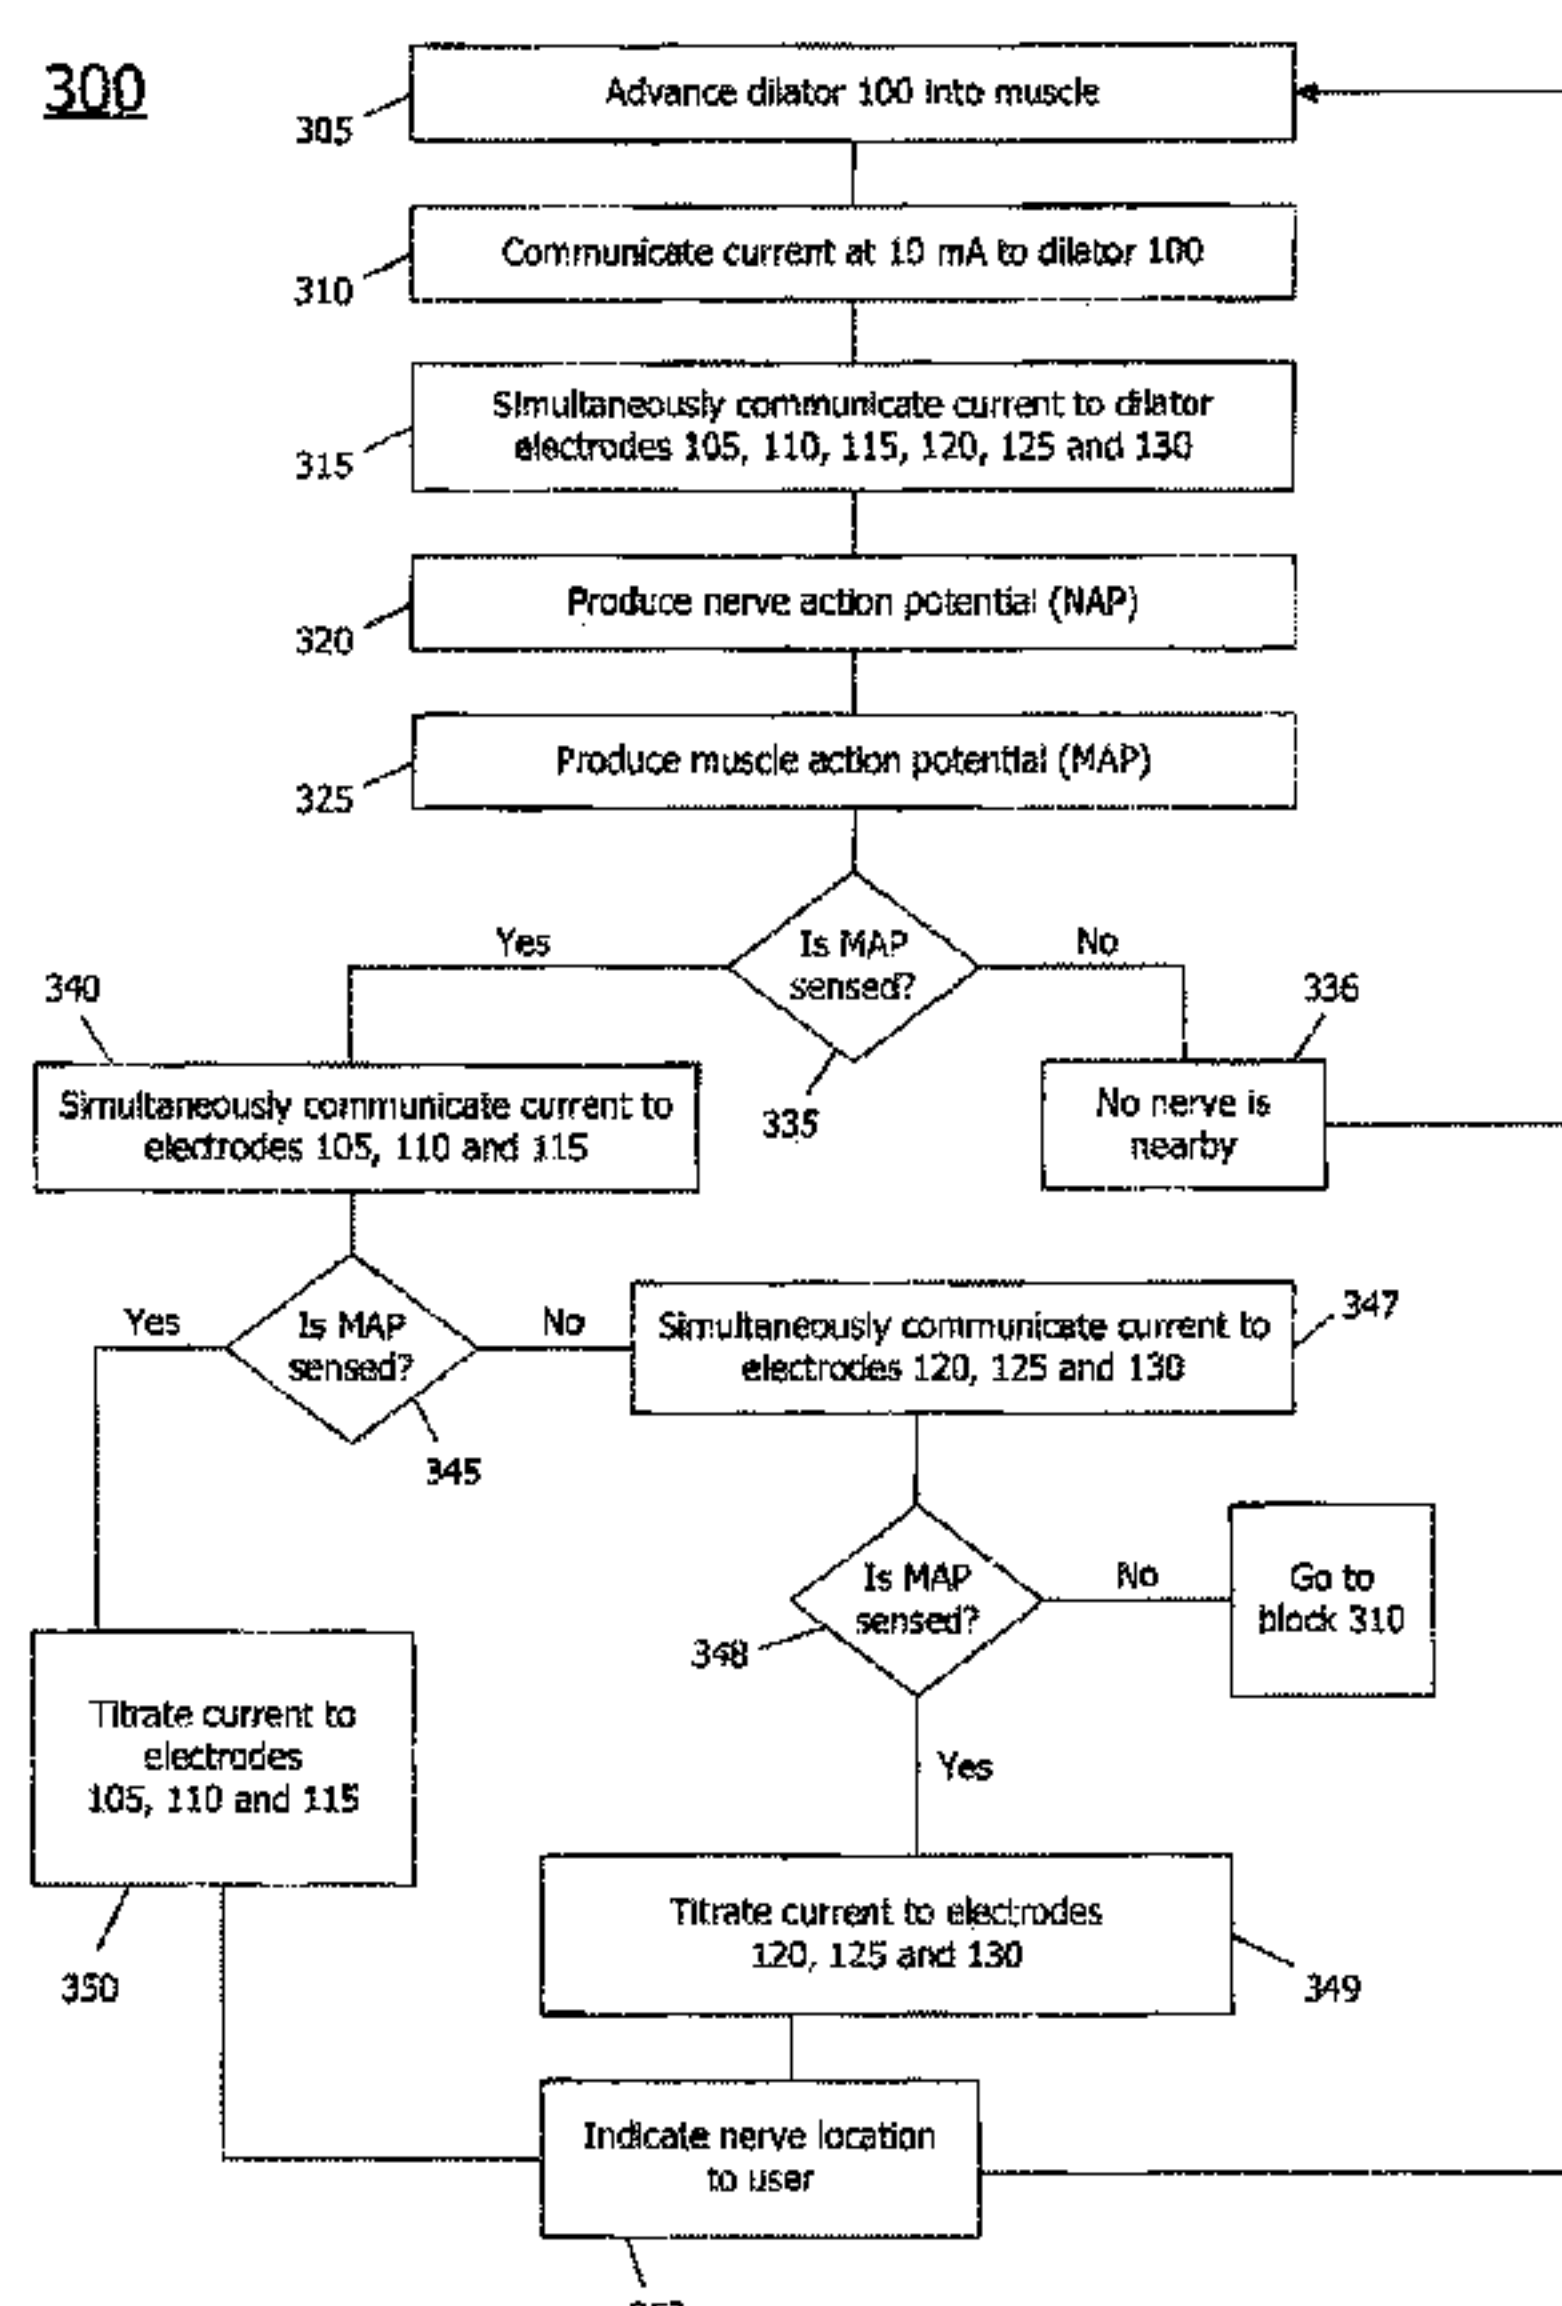 300
Advance dilator 100 into muscle
305
Communicate current at 10 mA to dilator 100
310
Simultaneously communicate current to dilator
electrodes 105, 110, 115, 120, 125 and 130
315
Produce nerve action potential (NAP)
320
Produce muscle action potential (MAP)
325
Yes
Is MAP
sensed?
No
335
340
336
Simultaneously communicate current to
electrodes 105, 110 and 115
No nerve is
nearby
Yes
Is MAP
sensed?
No
345
Simultaneously communicate current to
electrodes 120, 125 and 130
347
Is MAP
sensed?
No
348
Go to
block 310
Yes
Titrate current to
electrodes
105, 110 and 115
350
Titrate current to electrodes
120, 125 and 130
349
Indicate nerve location
to user